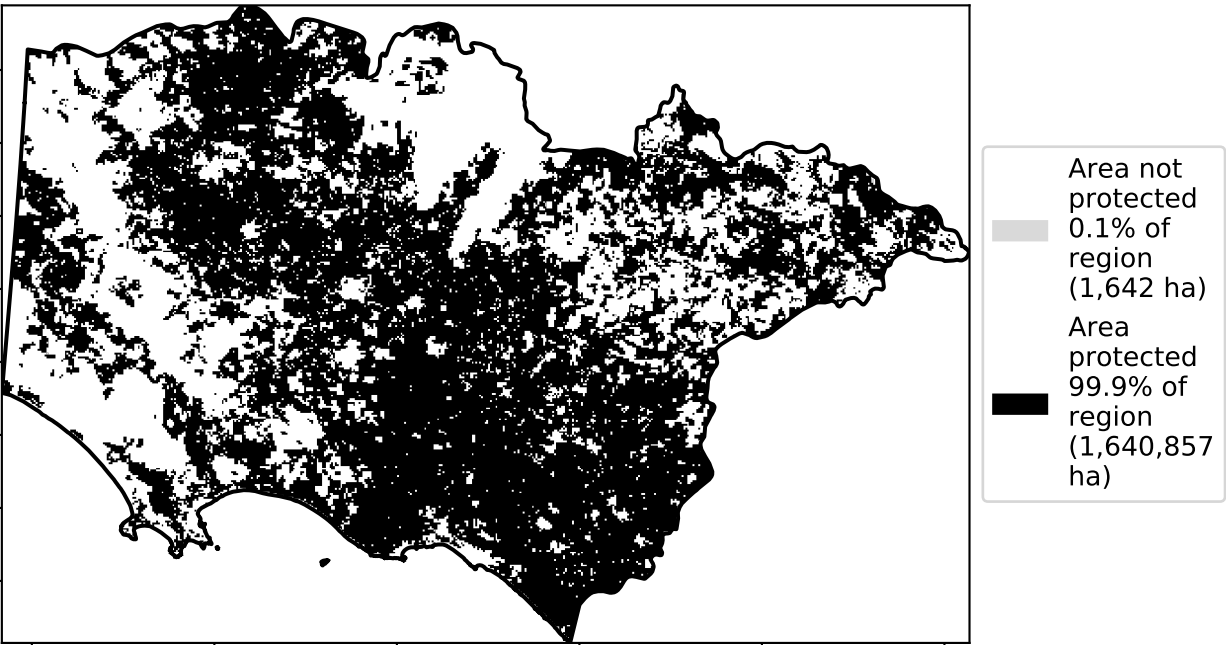 Area not
protected
0.1% of
region
(1,642 ha)
Area
protected
99.9% of
region
(1,640,857
ha)